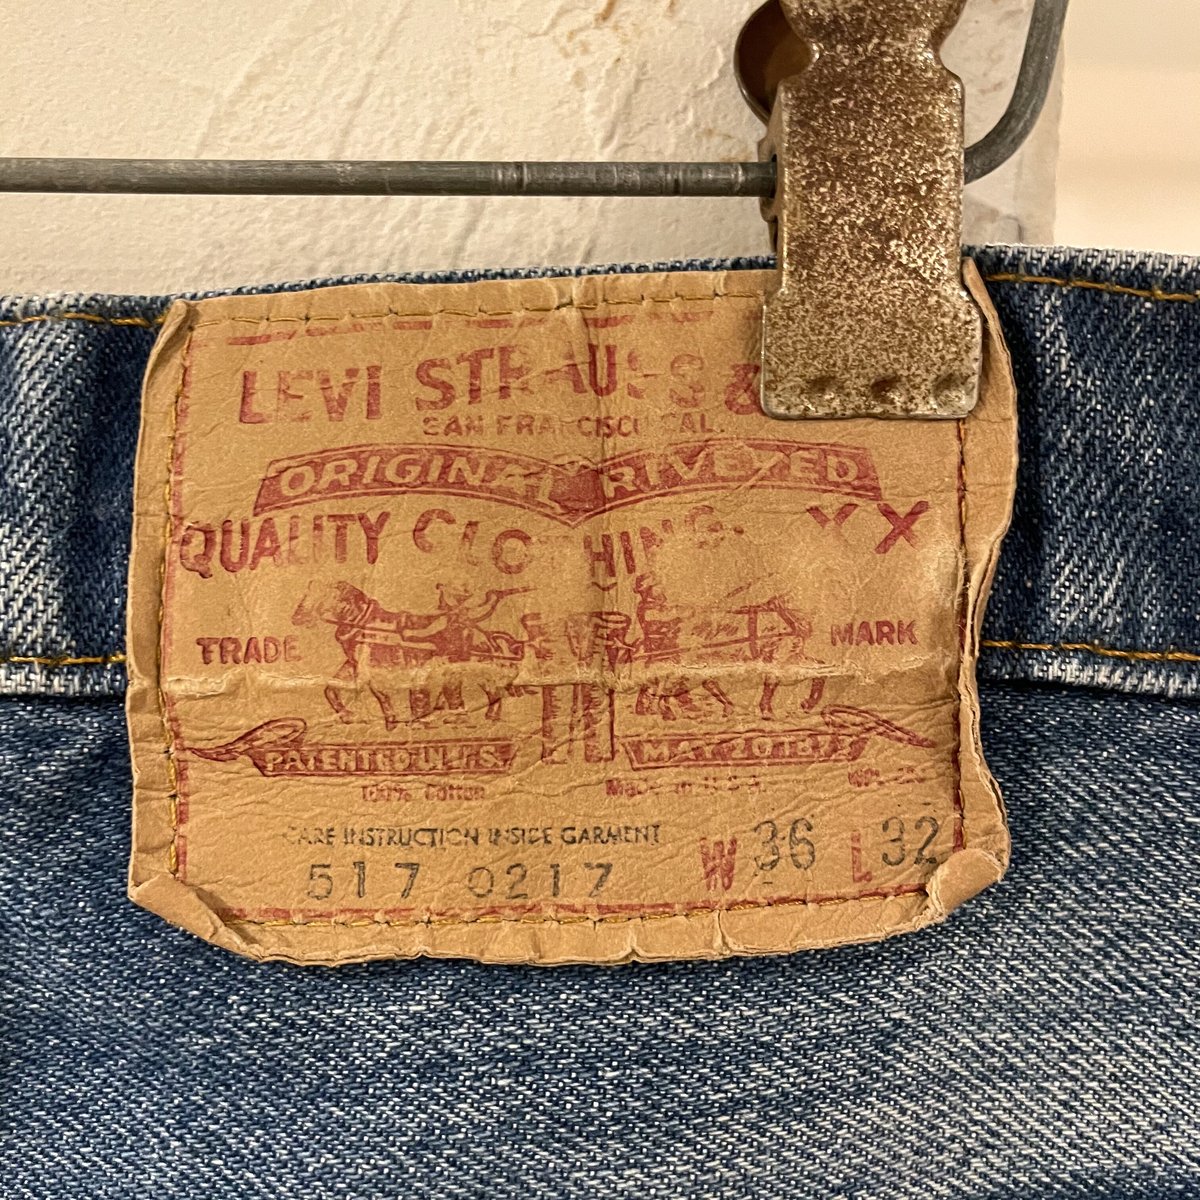 LEVI STRAUSS &
SAN FRANCISCO CAL.
ORIGINAL RIVETED
QUALITY CLOTHING. XX
TRADE MARK
PATENTED IN U.S. MAY 20 1873
100% Cotton Made in U.S.A.
CARE INSTRUCTION INSIDE GARMENT
517 0217 W 36 L 32